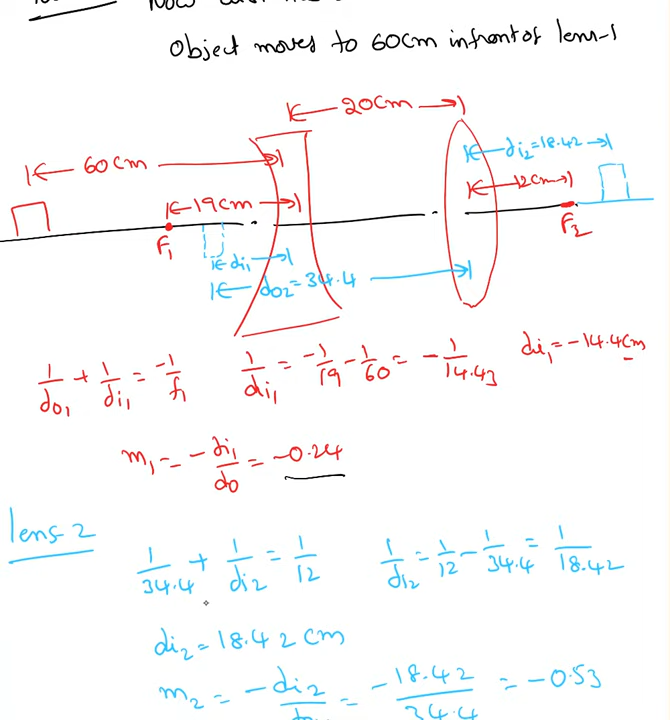 Object moves to 60cm infront of lens-1
20cm
di2=18.42
60cm
12cm
19cm
F1
F2
di1
do2=34.4
1/do1 + 1/di1 = -1/f1
1/di1 = -1/19 - 1/60 = -1/14.43
di1 = -14.4cm
m1 = -di1/do = -0.24
lens-2
1/34.4 + 1/di2 = 1/12
1/di2 = 1/12 - 1/34.4 = 1/18.42
di2 = 18.42 cm
m2 = -di2/ = -18.42/34.4 = -0.53